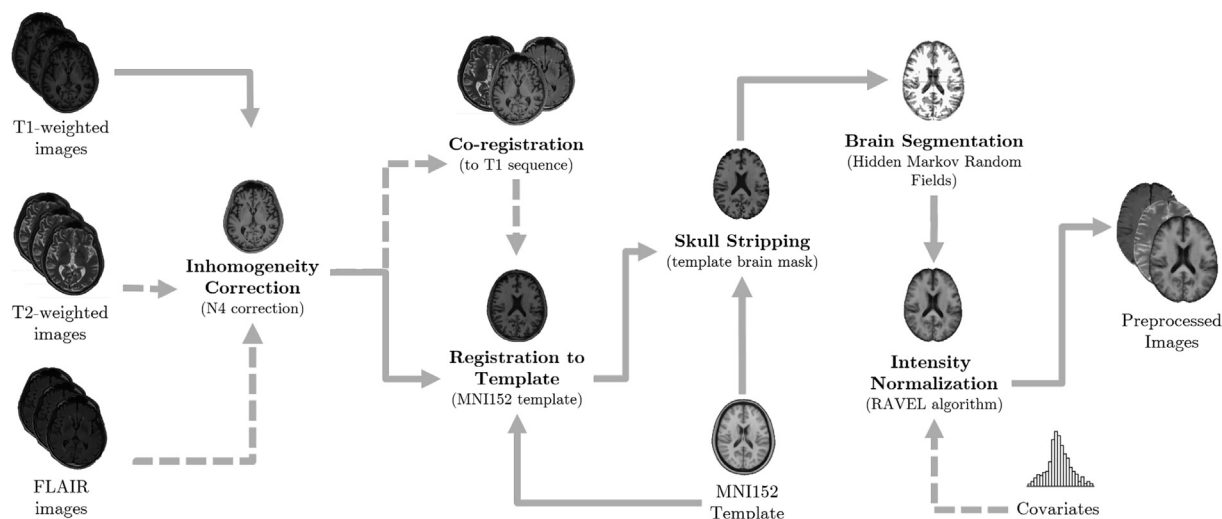 T1-weighted
images
T2-weighted
images
FLAIR
images
Inhomogeneity
Correction
(N4 correction)
Co-registration
(to T1 sequence)
Registration to
Template
(MNI152 template)
Skull Stripping
(template brain mask)
MNI152
Template
Brain Segmentation
(Hidden Markov Random
Fields)
Intensity
Normalization
(RAVEL algorithm)
Covariates
Preprocessed
Images